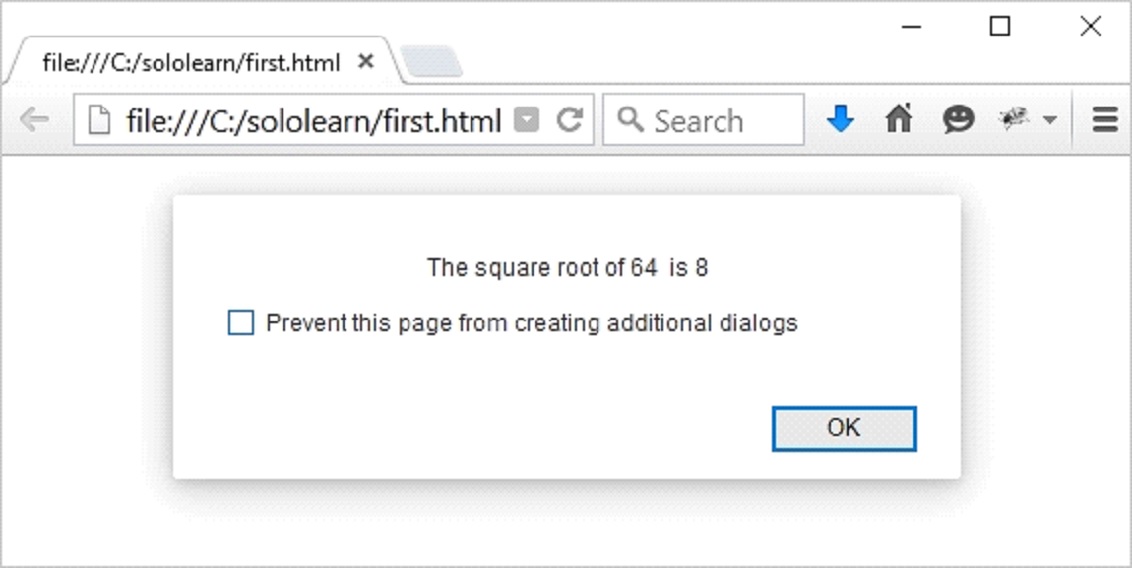 file:///C:/sololearn/first.html
file:///C:/sololearn/first.html
Search
The square root of 64  is 8
Prevent this page from creating additional dialogs
OK